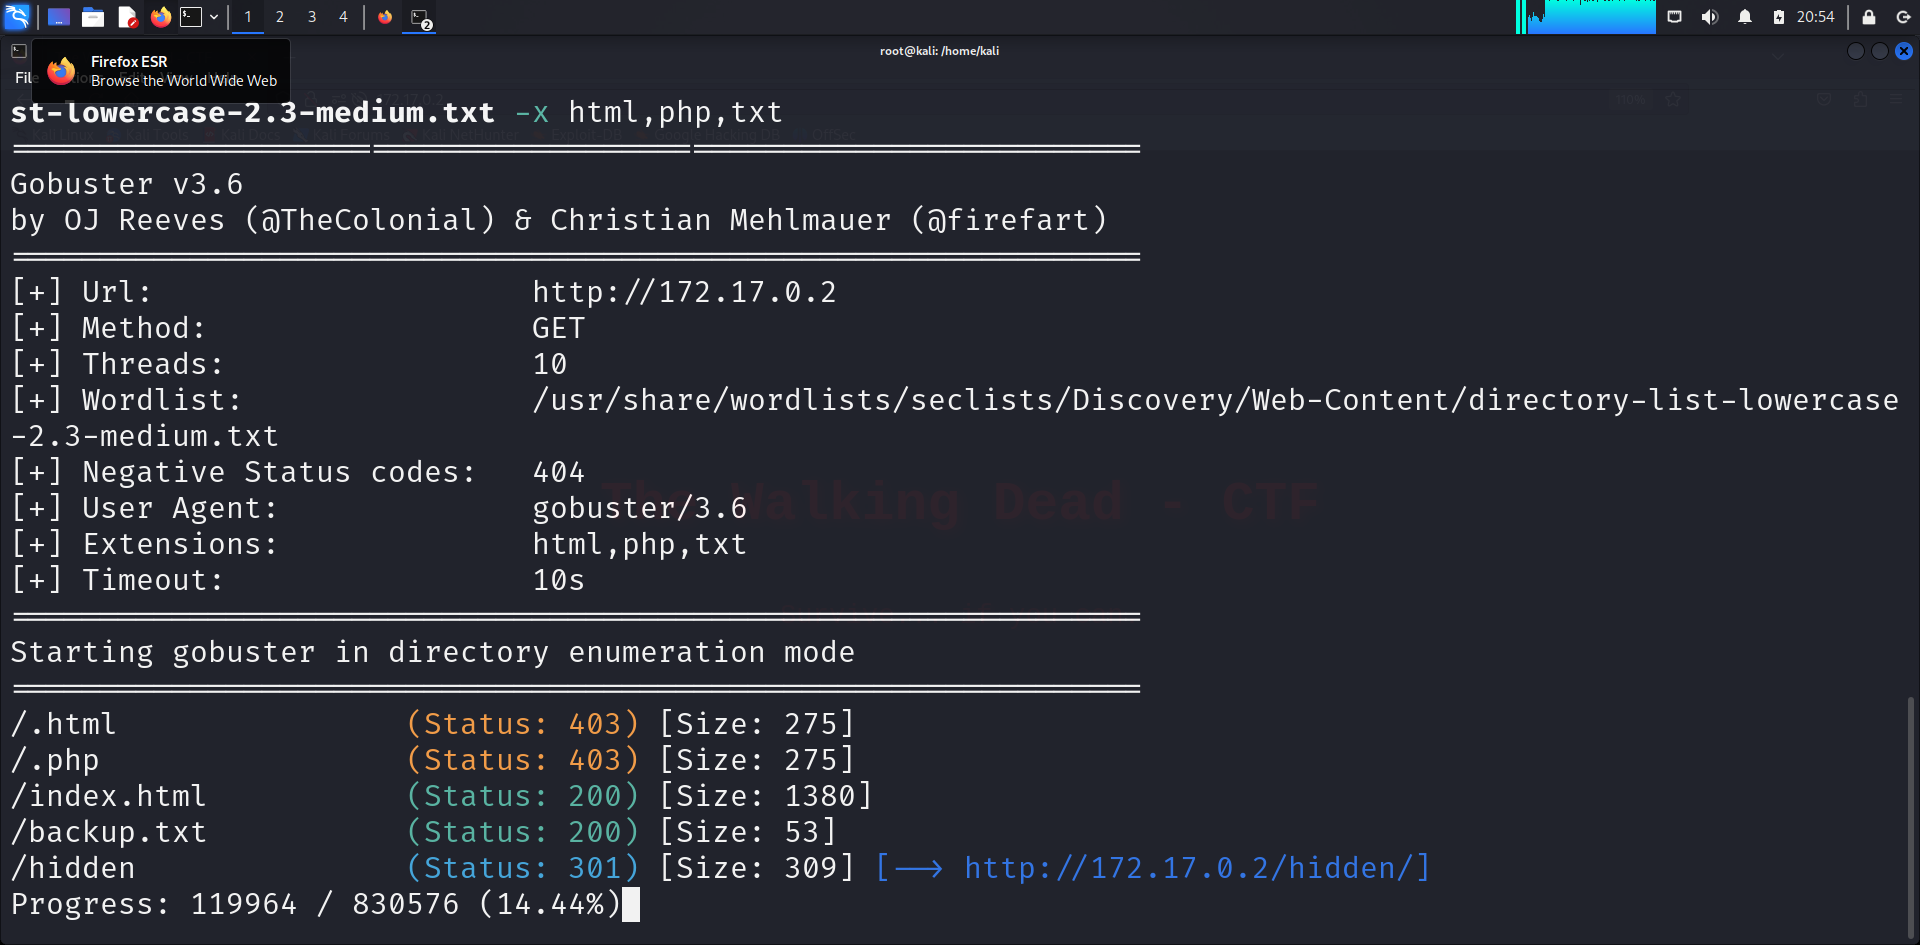 1 2 3 4 2 20:54
root@kali: /home/kali
Firefox ESR
Browse the World Wide Web
File
st-lowercase-2.3-medium.txt -x html,php,txt
Gobuster v3.6
by OJ Reeves (@TheColonial) & Christian Mehlmauer (@firefart)
[+] Url: http://172.17.0.2
[+] Method: GET
[+] Threads: 10
[+] Wordlist: /usr/share/wordlists/seclists/Discovery/Web-Content/directory-list-lowercase
-2.3-medium.txt
[+] Negative Status codes: 404
The Walking Dead - CTF
[+] User Agent: gobuster/3.6
[+] Extensions: html,php,txt
[+] Timeout: 10s
Starting gobuster in directory enumeration mode
/.html (Status: 403) [Size: 275]
/.php (Status: 403) [Size: 275]
/index.html (Status: 200) [Size: 1380]
/backup.txt (Status: 200) [Size: 53]
/hidden (Status: 301) [Size: 309] [--> http://172.17.0.2/hidden/]
Progress: 119964 / 830576 (14.44%)